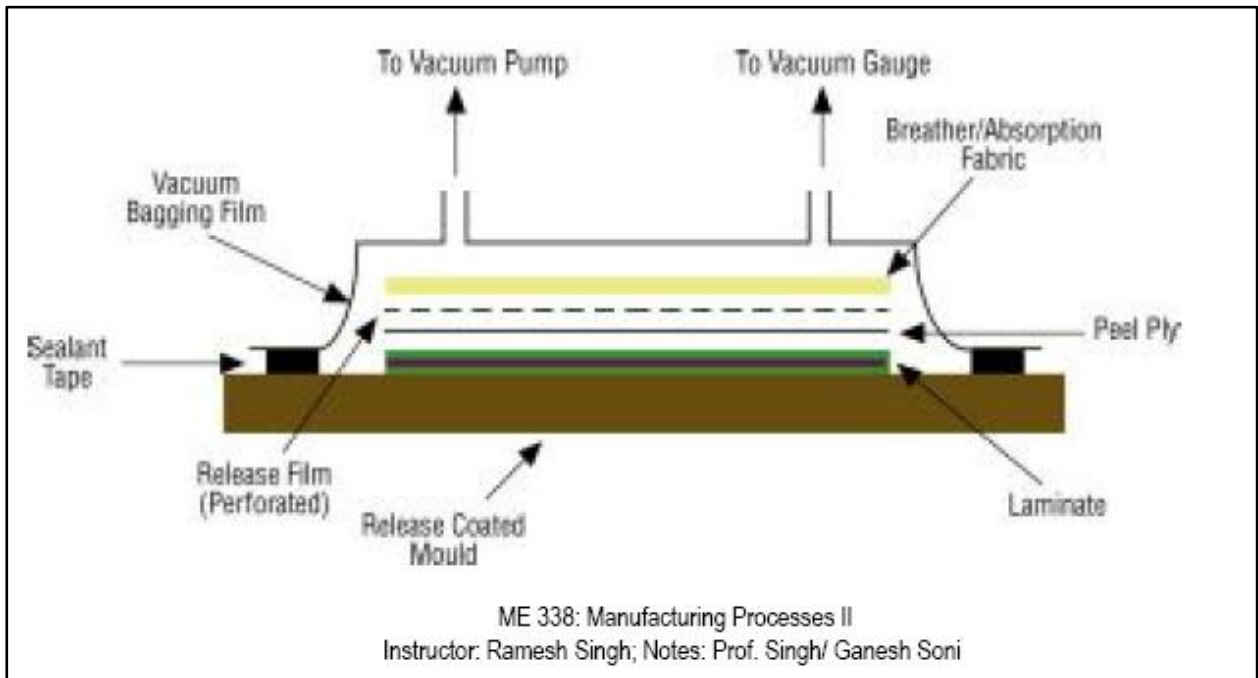 To Vacuum Pump
To Vacuum Gauge
Breather/Absorption
Fabric
Vacuum
Bagging Film
Sealant
Tape
Peel Ply
Release Film
(Perforated)
Laminate
Release Coated
Mould
ME 338: Manufacturing Processes II
Instructor: Ramesh Singh; Notes: Prof. Singh/ Ganesh Soni